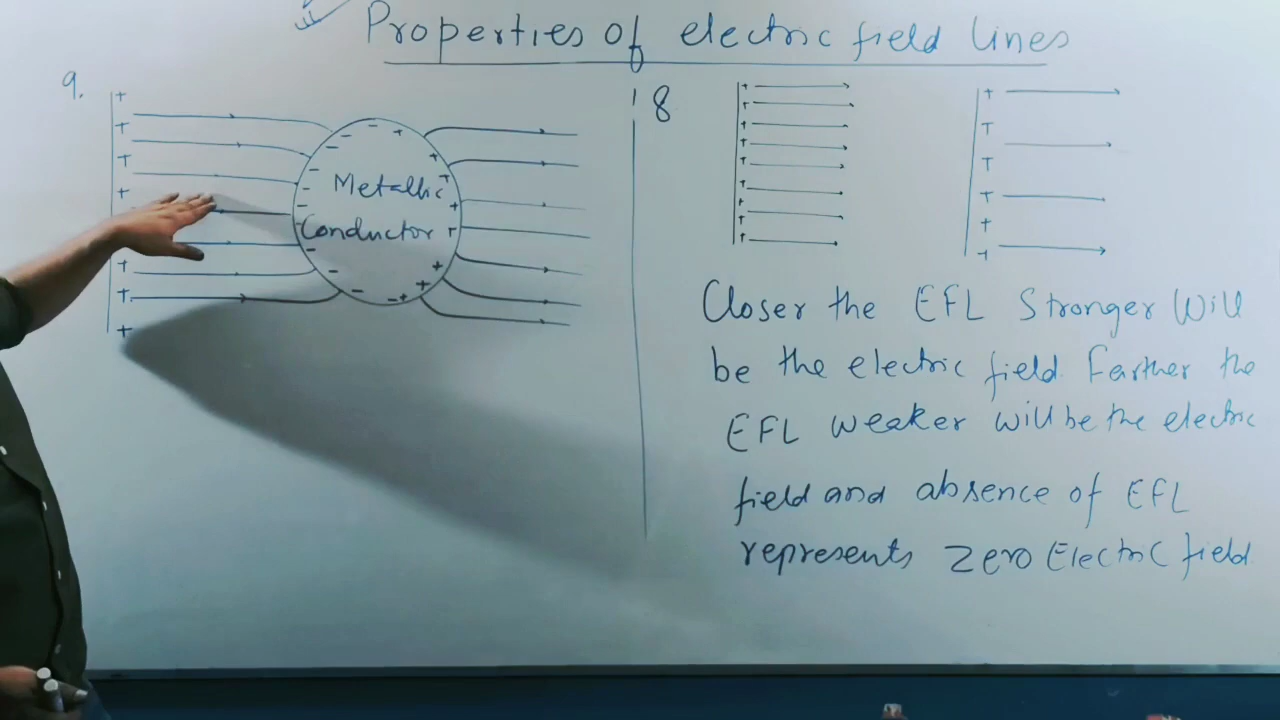 Properties of electric field lines
9.
Metallic
Conductor
8
Closer the EFL Stronger Will
be the electric field. Farther the
EFL weaker will be the electric
field and absence of EFL
represents Zero Electric field